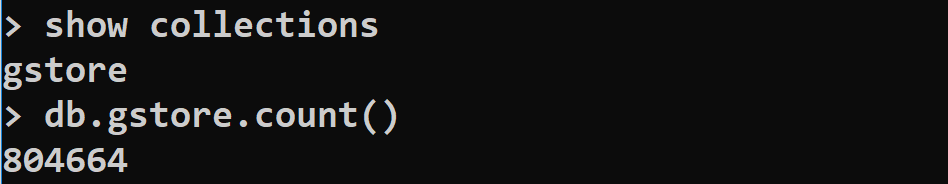 > show collections
gstore
> db.gstore.count()
804664